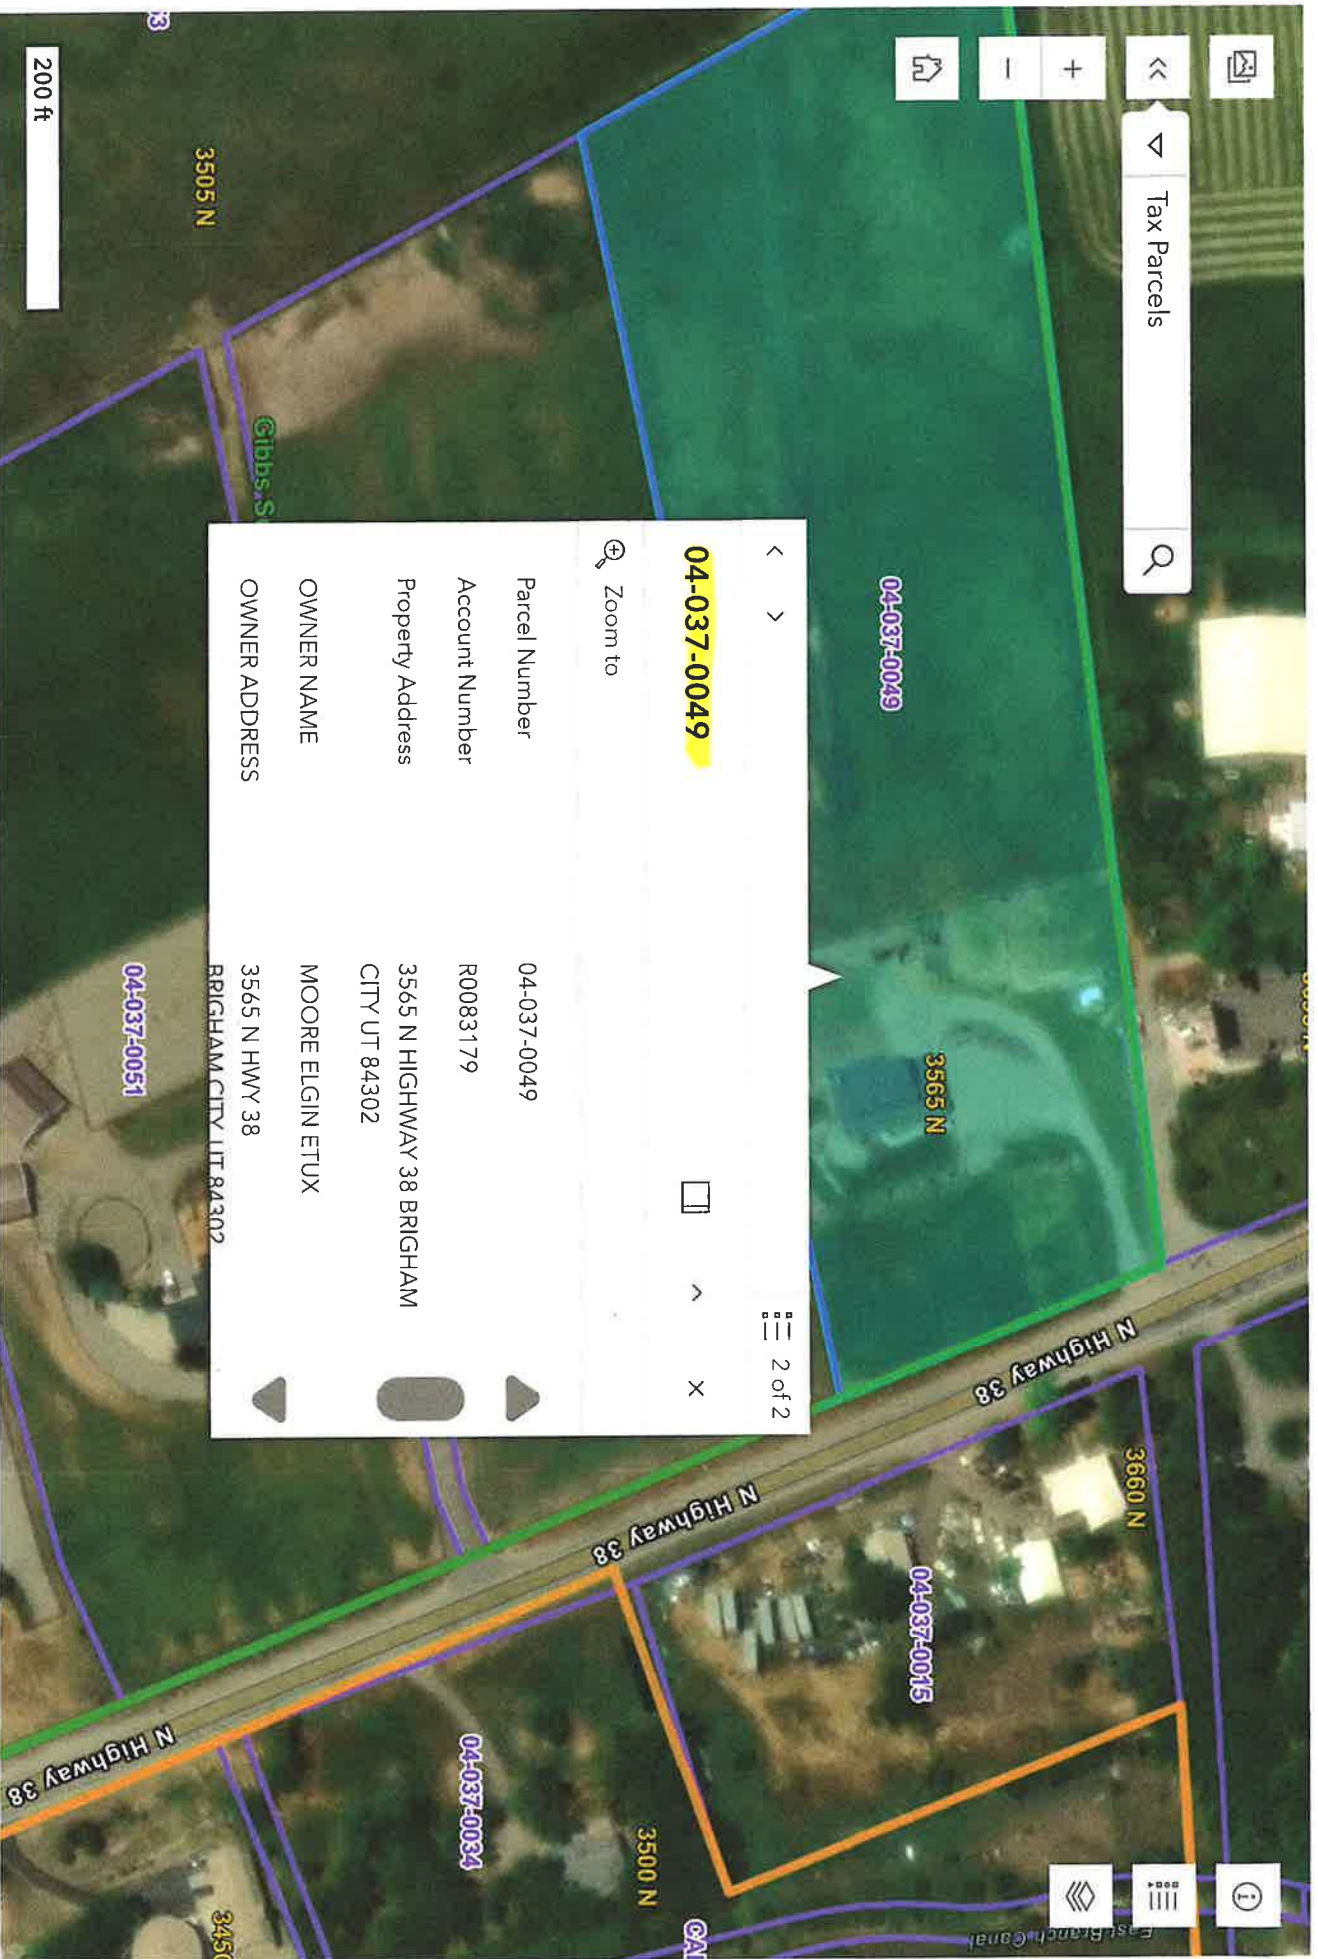 Tax Parcels
04-037-0049
3565 N
3660 N
04-037-0015
N Highway 38
N Highway 38
N Highway 38
East Branch Canal
2 of 2
04-037-0049
Zoom to
Parcel Number 04-037-0049
Account Number R0083179
Property Address 3565 N HIGHWAY 38 BRIGHAM
CITY UT 84302
OWNER NAME MOORE ELGIN ETUX
OWNER ADDRESS 3565 N HWY 38
BRIGHAM CITY UT 84302
3500 N
04-037-0034
Gibbs
3505 N
04-037-0051
200 ft